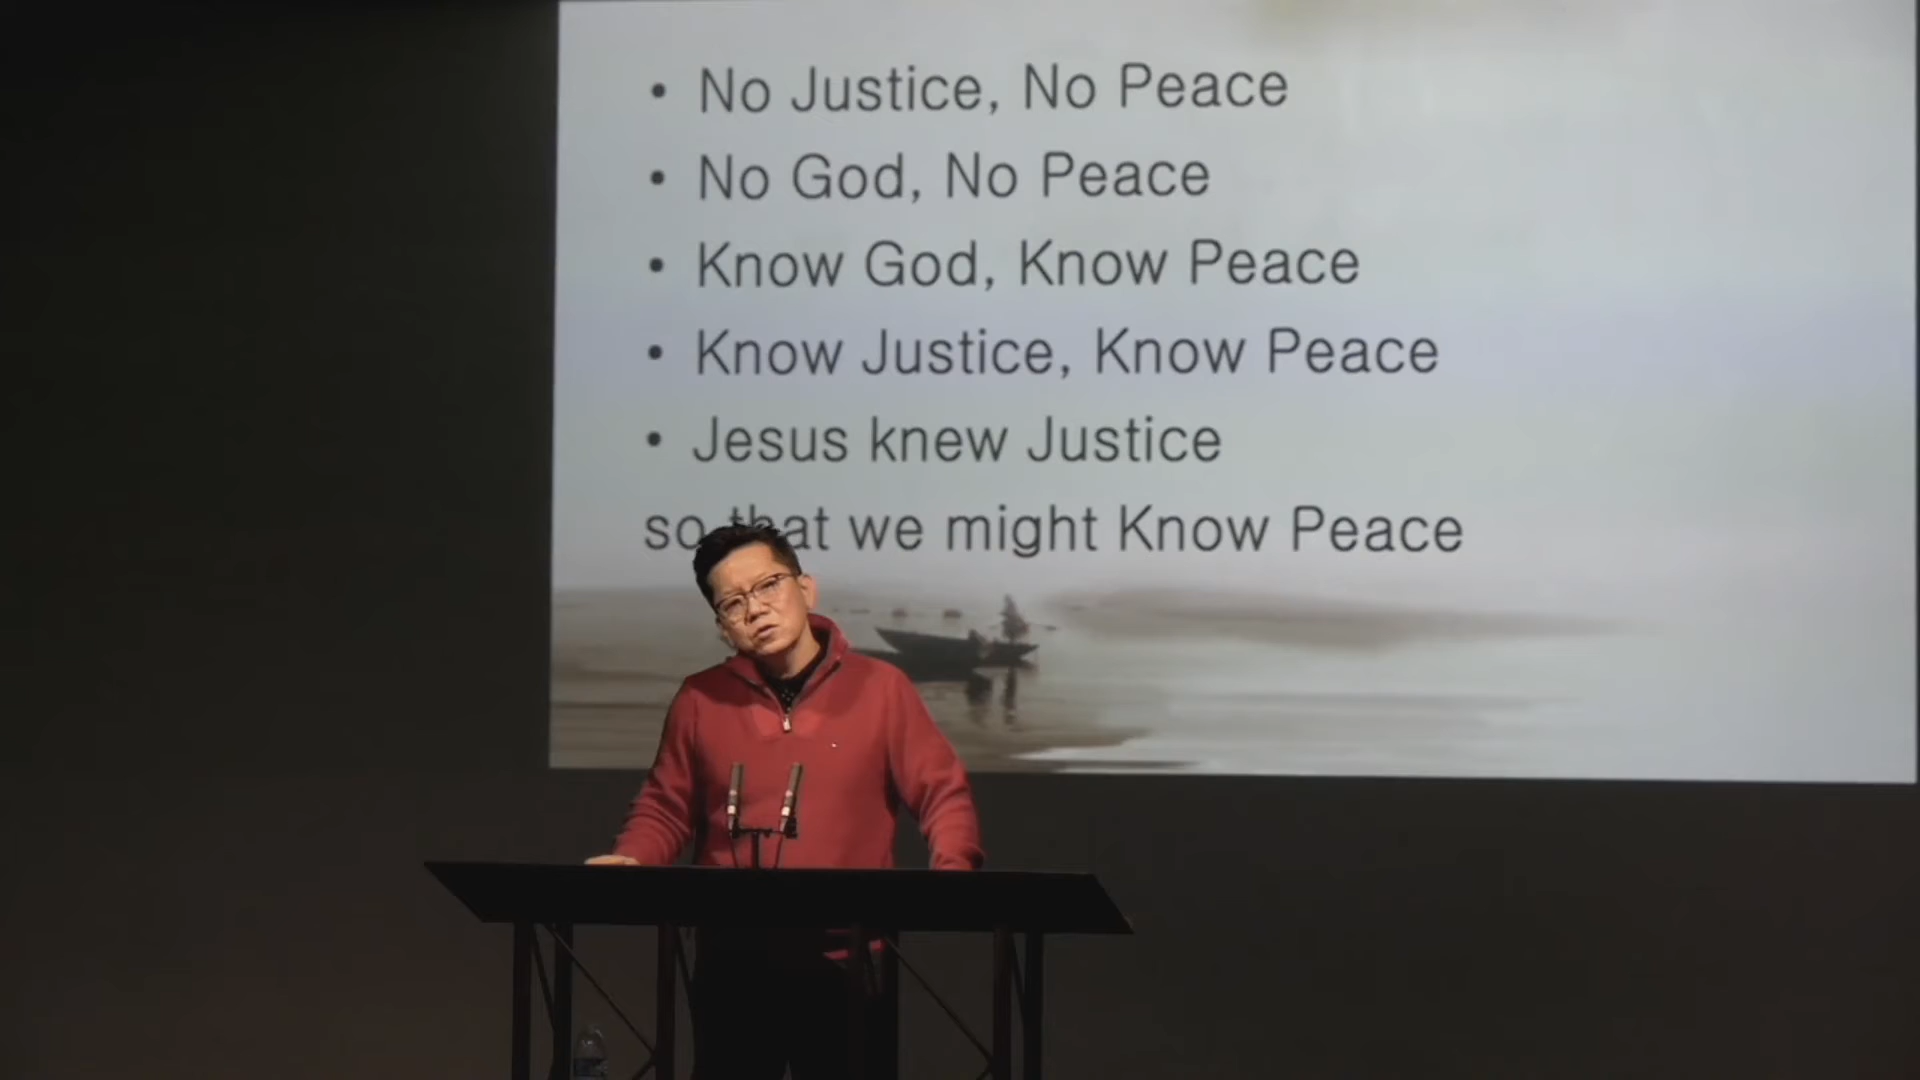 • No Justice, No Peace
• No God, No Peace
• Know God, Know Peace
• Know Justice, Know Peace
• Jesus knew Justice
so that we might Know Peace